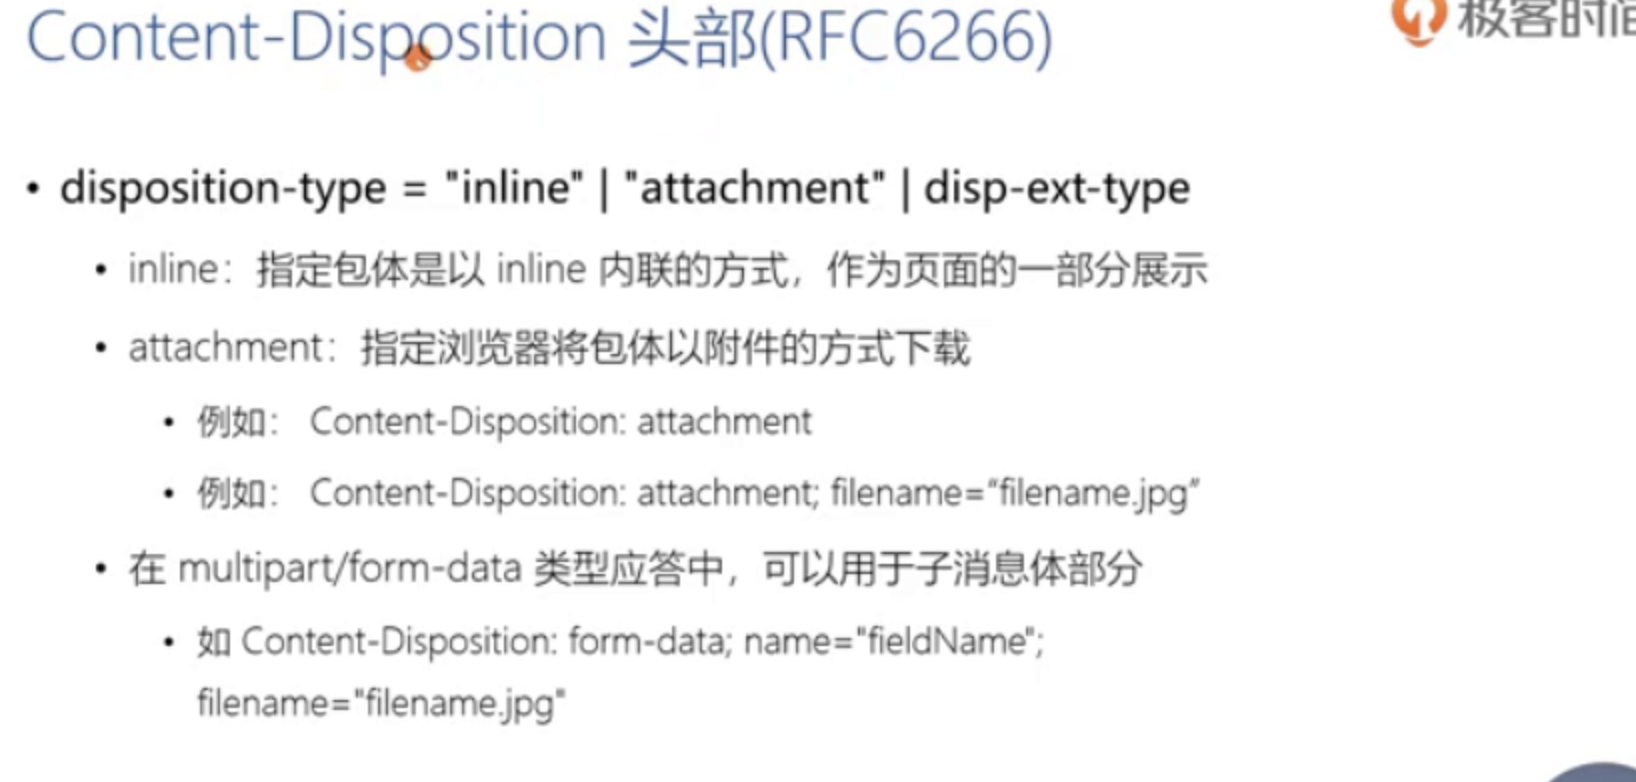 Content-Disposition 头部(RFC6266)
极客时间
• disposition-type = "inline" | "attachment" | disp-ext-type
• inline：指定包体是以 inline 内联的方式，作为页面的一部分展示
• attachment：指定浏览器将包体以附件的方式下载
• 例如： Content-Disposition: attachment
• 例如： Content-Disposition: attachment; filename=“filename.jpg”
• 在 multipart/form-data 类型应答中，可以用于子消息体部分
• 如 Content-Disposition: form-data; name="fieldName";
filename="filename.jpg"